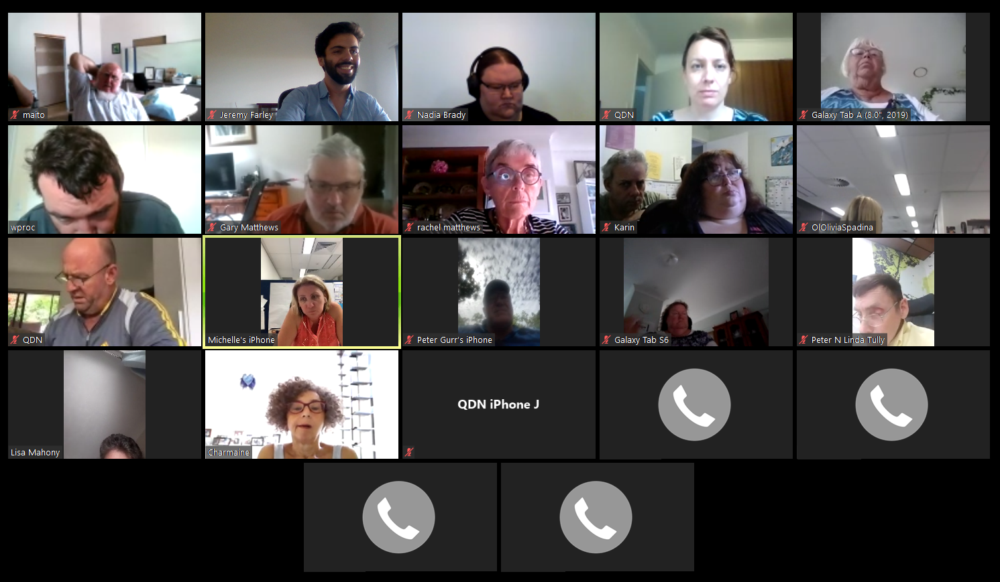 maito
Jeremy Farley
Nadia Brady
QDN
Galaxy Tab A (8.0", 2019)
wproc
Gary Matthews
rachel matthews
Karin
OlOliviaSpadina
QDN
Michelle's iPhone
Peter Gurr's iPhone
Galaxy Tab S6
Peter N Linda Tully
Lisa Mahony
Charmaine
QDN iPhone J